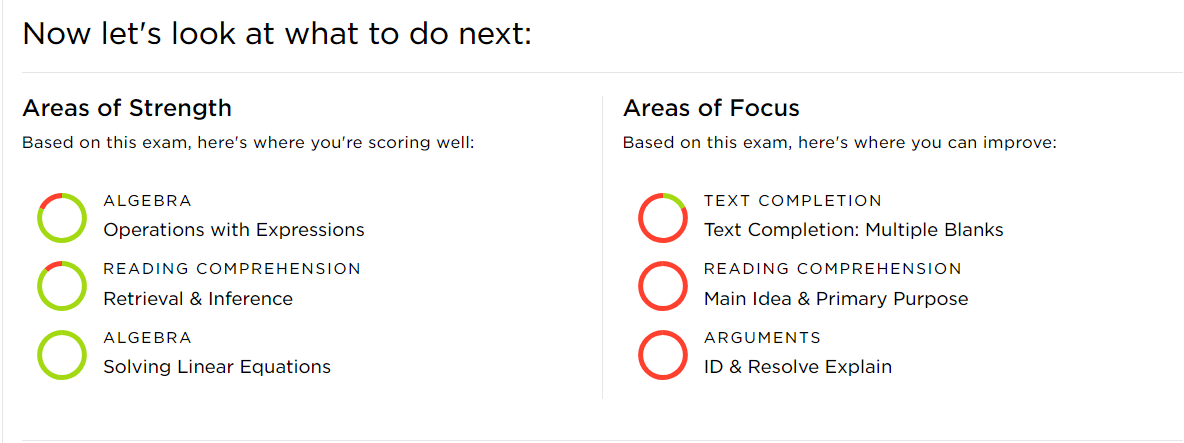 Now let's look at what to do next:
Areas of Strength
Based on this exam, here's where you're scoring well:
ALGEBRA
Operations with Expressions
READING COMPREHENSION
Retrieval & Inference
ALGEBRA
Solving Linear Equations
Areas of Focus
Based on this exam, here's where you can improve:
TEXT COMPLETION
Text Completion: Multiple Blanks
READING COMPREHENSION
Main Idea & Primary Purpose
ARGUMENTS
ID & Resolve Explain